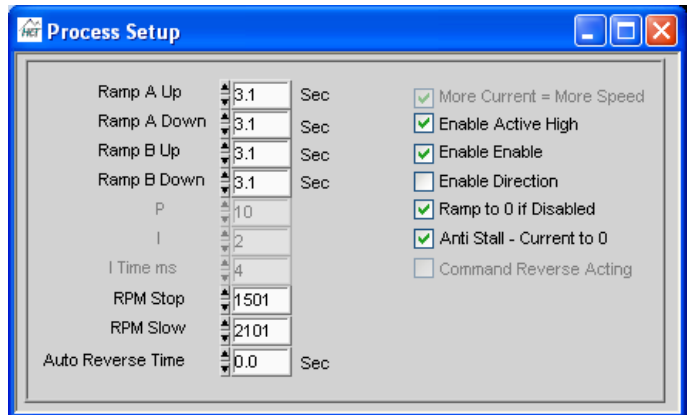 HCT Process Setup
Ramp A Up 3.1 Sec
Ramp A Down 3.1 Sec
Ramp B Up 3.1 Sec
Ramp B Down 3.1 Sec
P 10
I 2
I Time ms 4
RPM Stop 1501
RPM Slow 2101
Auto Reverse Time 0.0 Sec
More Current = More Speed
Enable Active High
Enable Enable
Enable Direction
Ramp to 0 if Disabled
Anti Stall - Current to 0
Command Reverse Acting